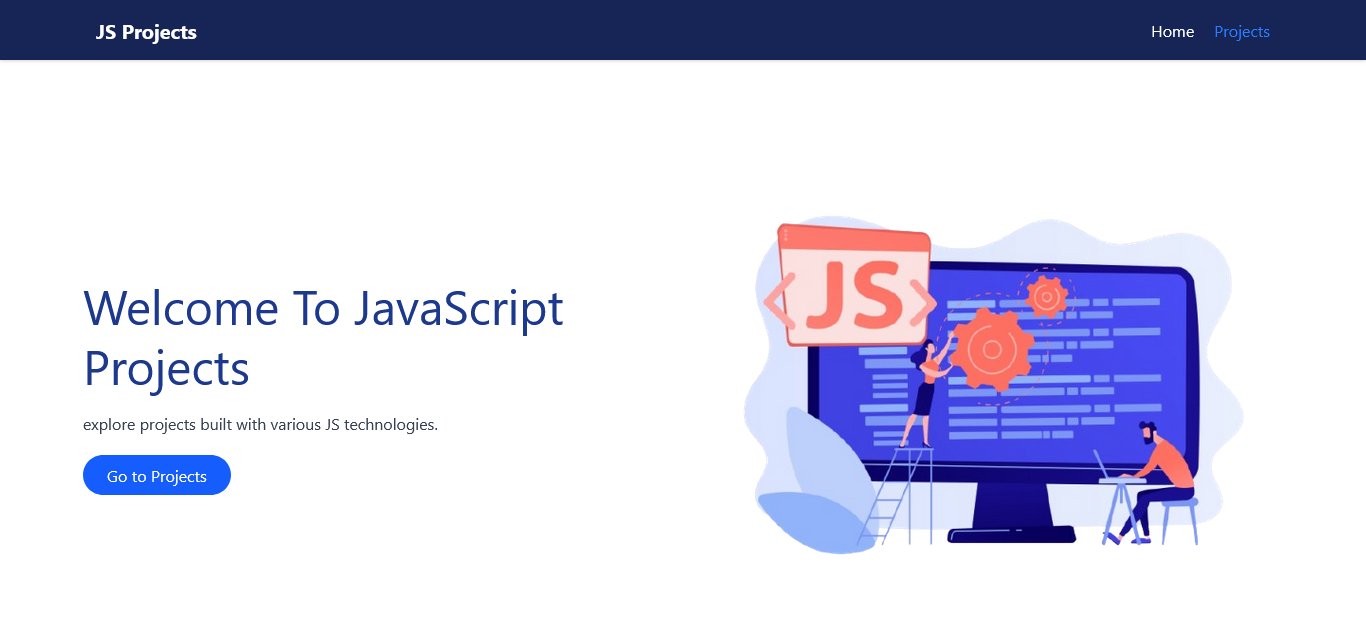 JS Projects
Home Projects
Welcome To JavaScript
Projects
explore projects built with various JS technologies.
Go to Projects
JS